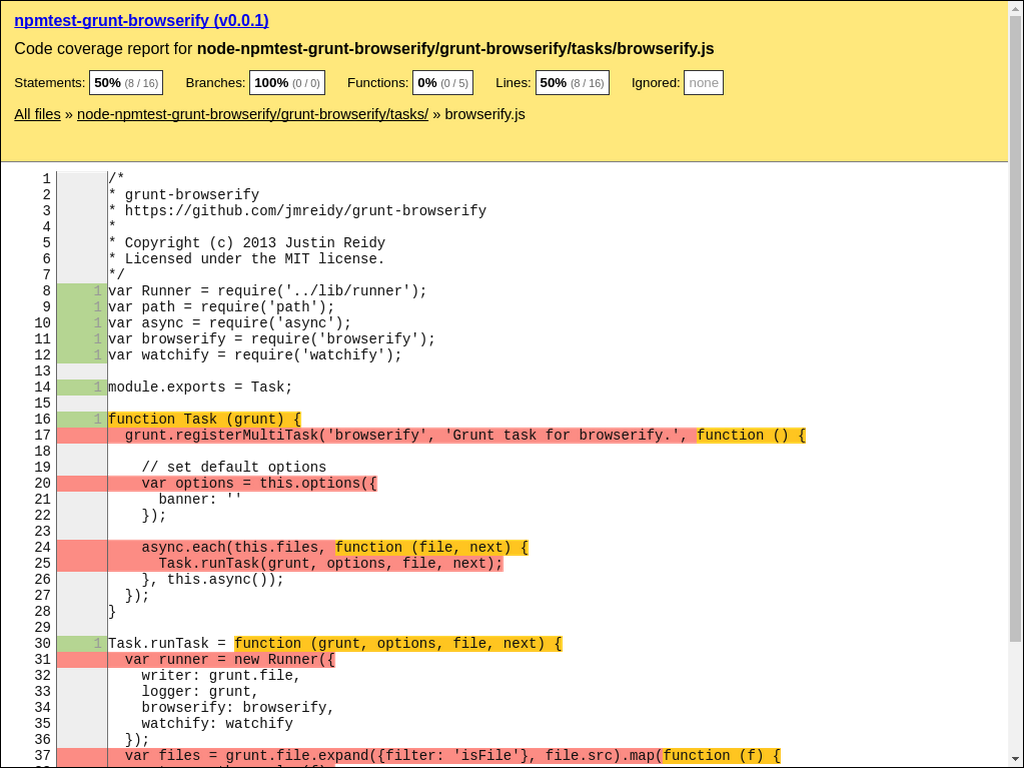 npmtest-grunt-browserify (v0.0.1)
Code coverage report for node-npmtest-grunt-browserify/grunt-browserify/tasks/browserify.js
Statements: 50% (8 / 16) Branches: 100% (0 / 0) Functions: 0% (0 / 5) Lines: 50% (8 / 16) Ignored: none
All files » node-npmtest-grunt-browserify/grunt-browserify/tasks/ » browserify.js
1 /*
2 * grunt-browserify
3 * https://github.com/jmreidy/grunt-browserify
4 *
5 * Copyright (c) 2013 Justin Reidy
6 * Licensed under the MIT license.
7 */
8 1 var Runner = require('../lib/runner');
9 1 var path = require('path');
10 1 var async = require('async');
11 1 var browserify = require('browserify');
12 1 var watchify = require('watchify');
13
14 1 module.exports = Task;
15
16 1 function Task (grunt) {
17 grunt.registerMultiTask('browserify', 'Grunt task for browserify.', function () {
18
19 // set default options
20 var options = this.options({
21 banner: ''
22 });
23
24 async.each(this.files, function (file, next) {
25 Task.runTask(grunt, options, file, next);
26 }, this.async());
27 });
28 }
29
30 1 Task.runTask = function (grunt, options, file, next) {
31 var runner = new Runner({
32 writer: grunt.file,
33 logger: grunt,
34 browserify: browserify,
35 watchify: watchify
36 });
37 var files = grunt.file.expand({filter: 'isFile'}, file.src).map(function (f) {